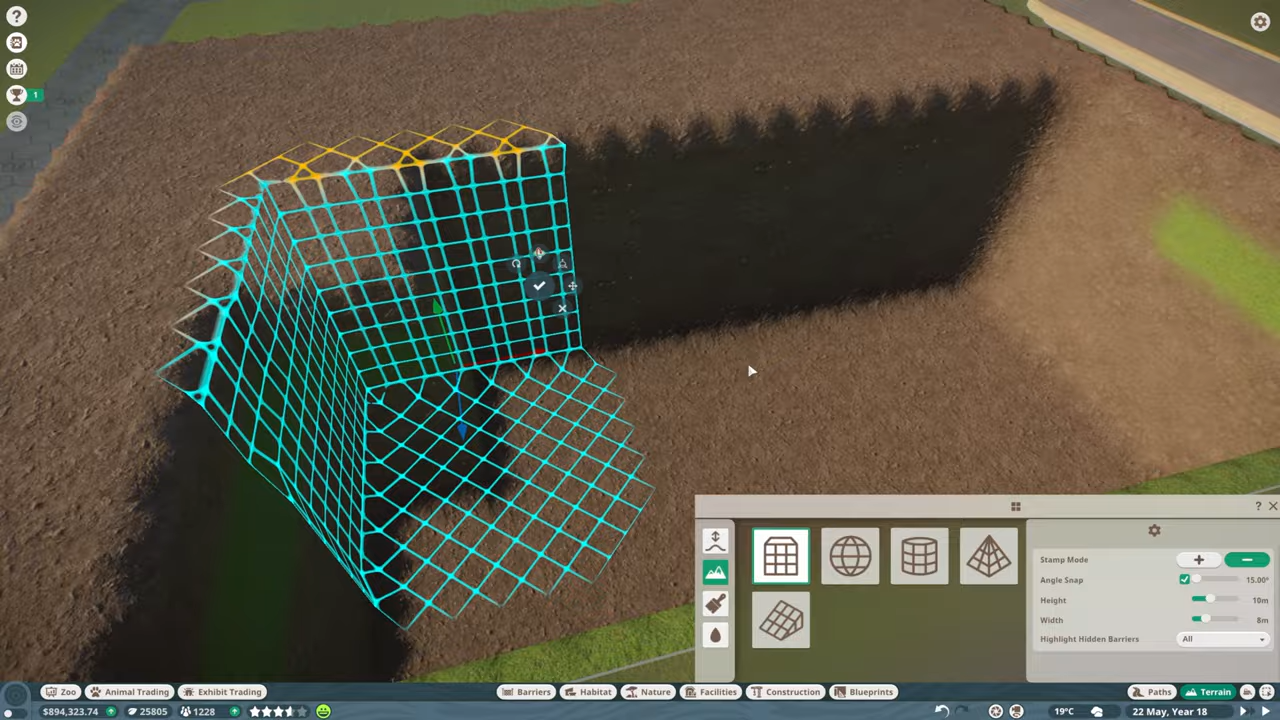 ?
1
? ×
Stamp Mode + −
Angle Snap 15.00°
Height 10m
Width 8m
Highlight Hidden Barriers All
Zoo Animal Trading Exhibit Trading Barriers Habitat Nature Facilities Construction Blueprints Paths Terrain
$894,323.74 25805 1228 19°C 22 May, Year 18